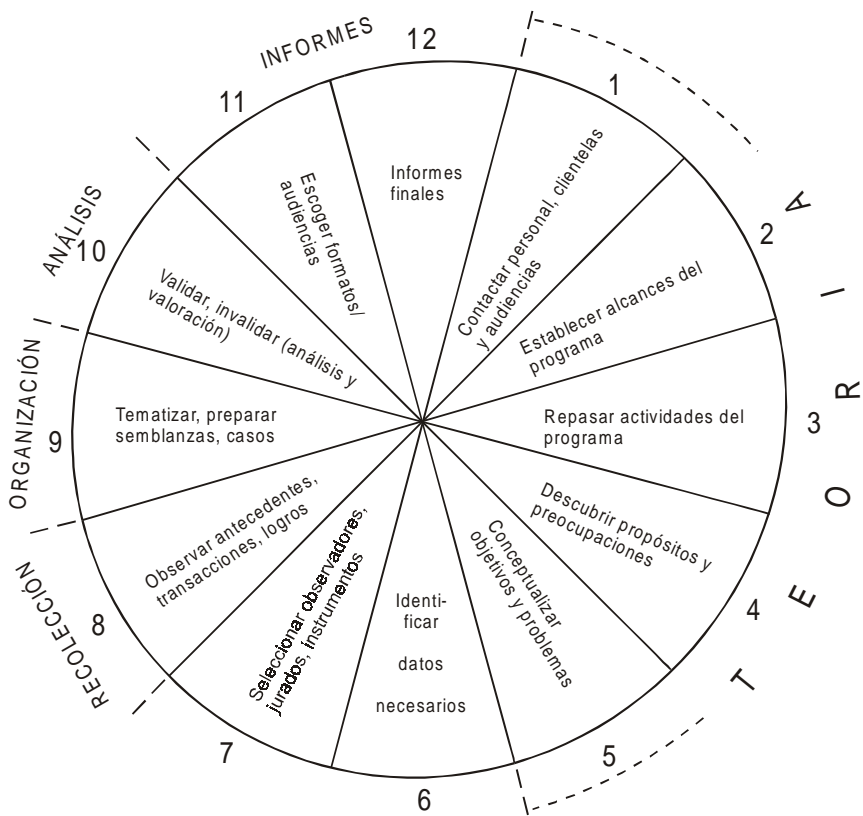 INFORMES
12
Informes
finales
1
Contactar personal, clientelas
y audiencias
2
Establecer alcances del
programa
3
Repasar actividades del
programa
4
Descubrir propósitos y
preocupaciones
5
Conceptualizar
objetivos y problemas
TEORIA
6
Identi-
ficar
datos
necesarios
7
Seleccionar observadores,
jurados, instrumentos
RECOLECCIÓN
8
Observar antecedentes,
transacciones, logros
ORGANIZACIÓN
9
Tematizar, preparar
semblanzas, casos
ANÁLISIS
10
Validar, invalidar (análisis y
valoración)
11
Escoger formatos/
audiencias